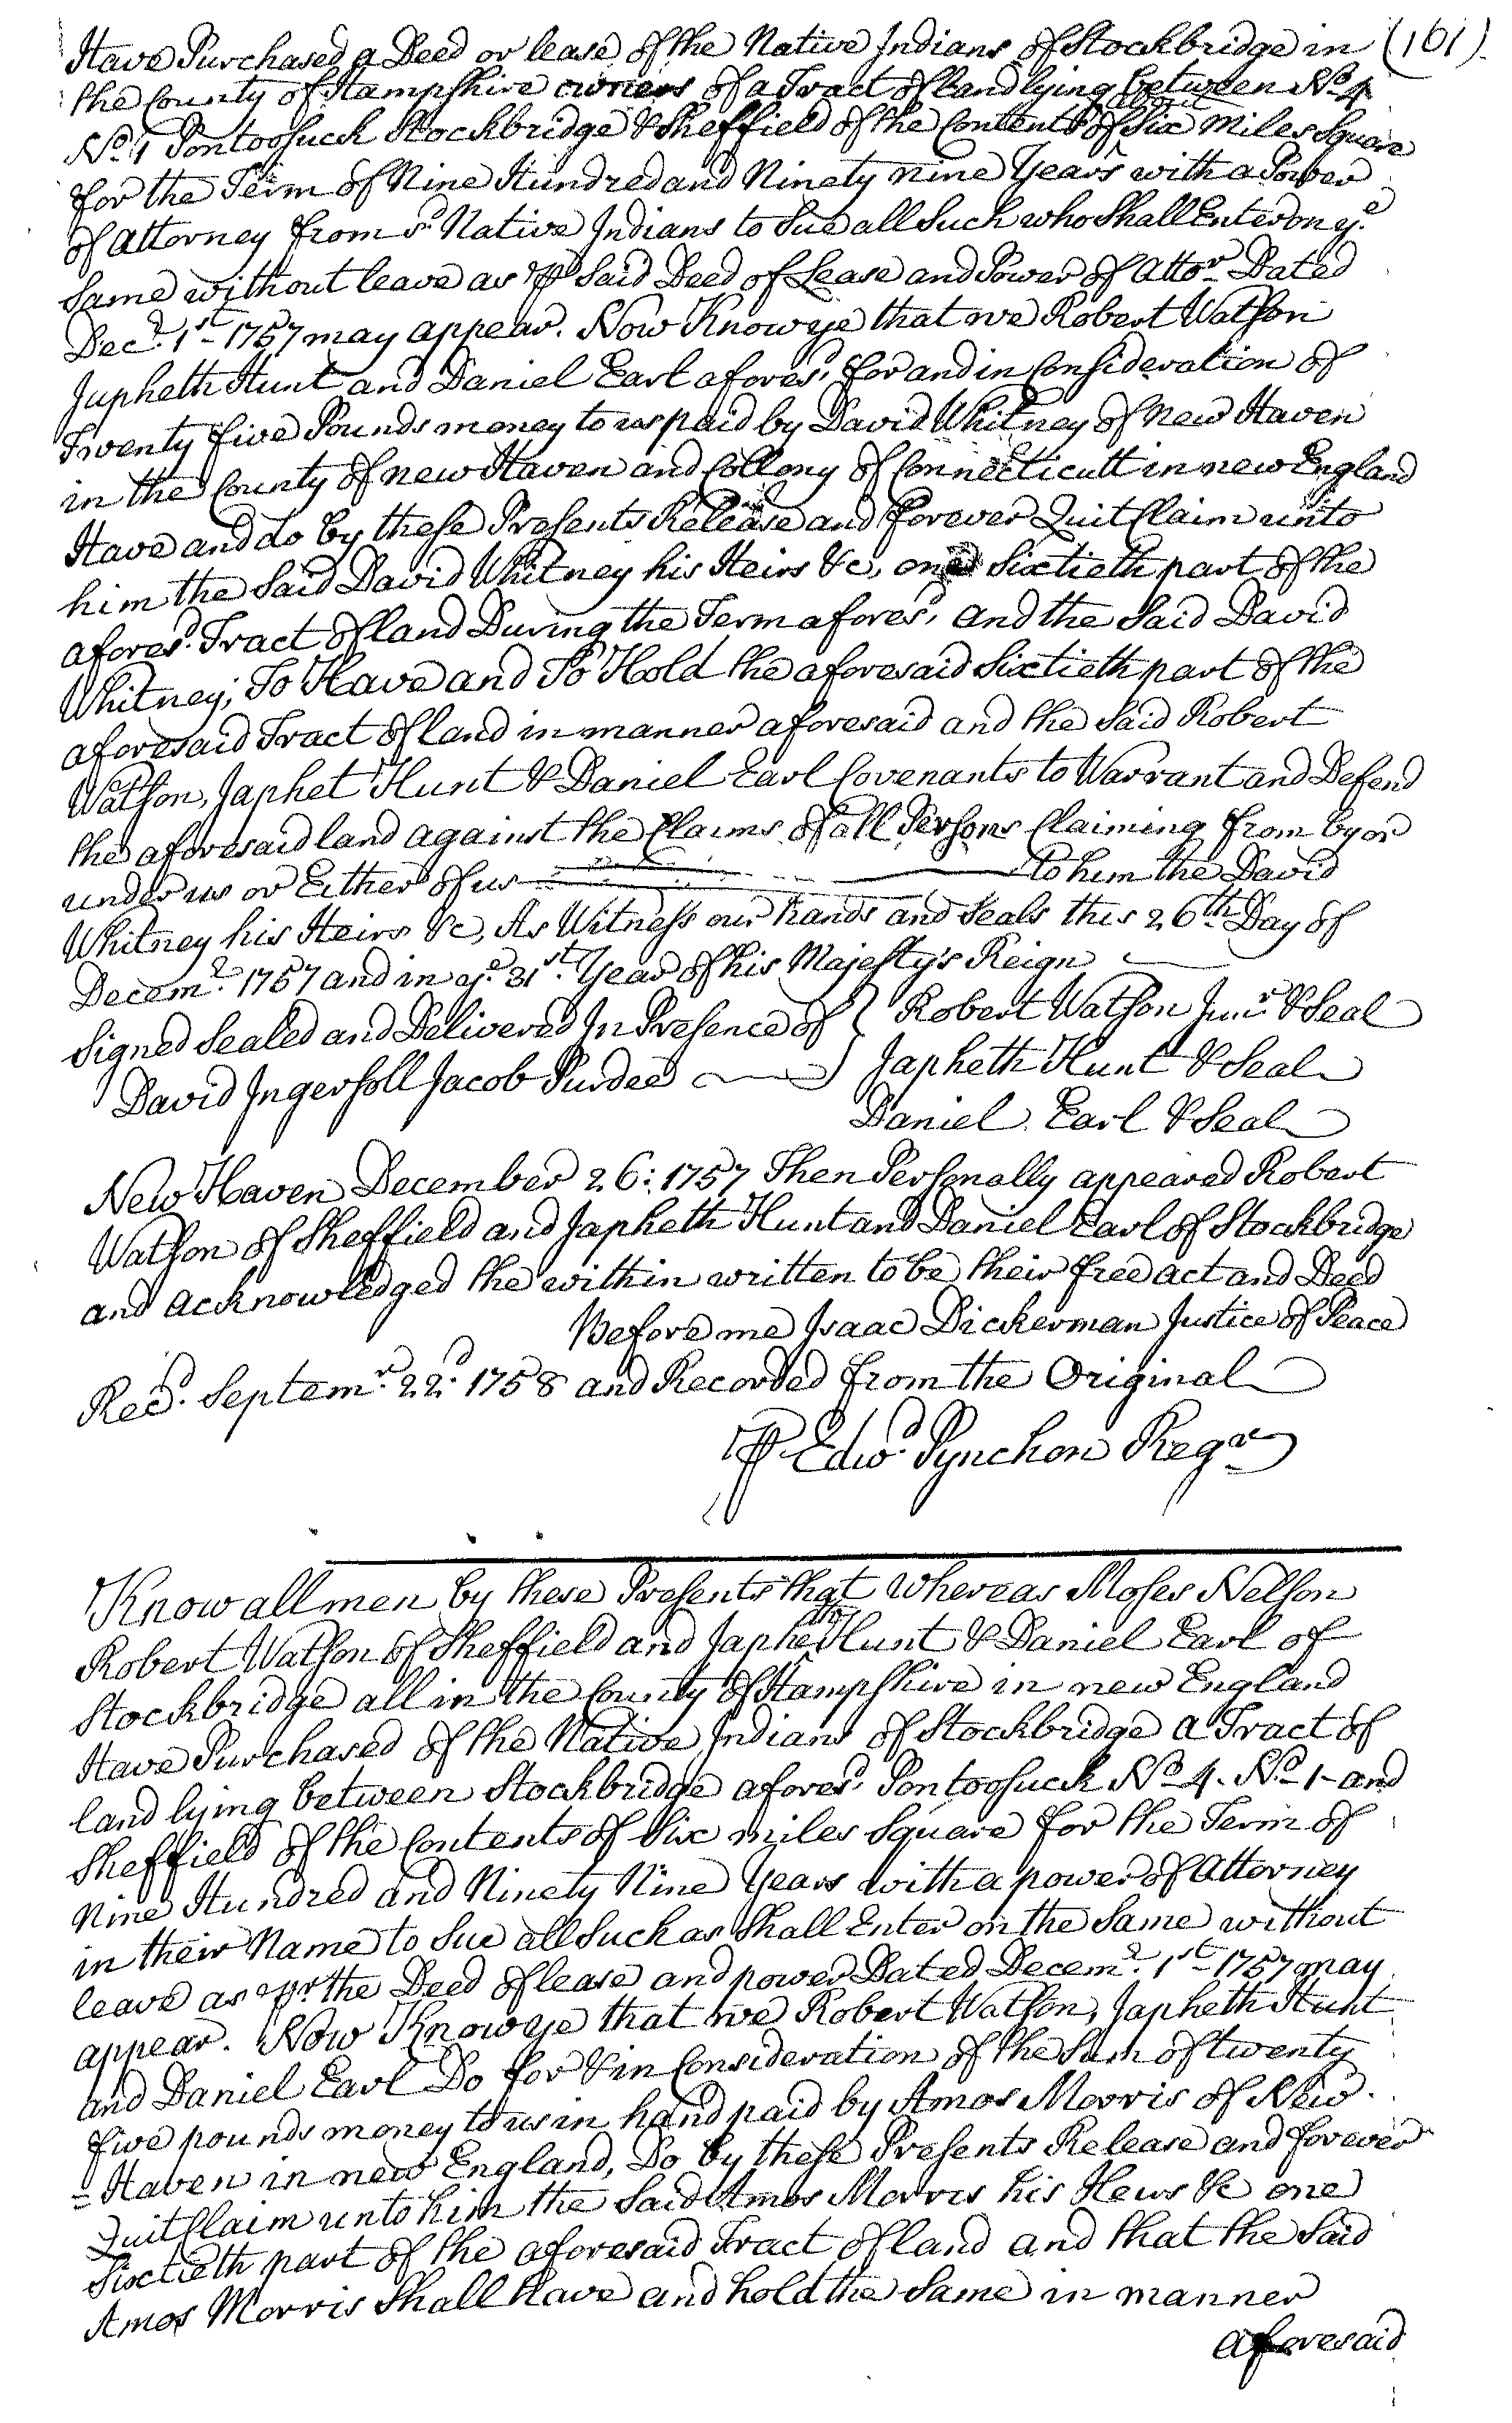 Have Purchased a Deed or lease of the Native Indians of Stockbridge in (161)
the County of Hampshire owners of a Tract of Land lying between No. 4
No. 1 Pontoosuck Stockbridge & Sheffield of the Contents of about Six Miles Square
for the Term of Nine Hundred and Ninety nine Years with a Power
of Attorney from sd. Native Indians to Sue all Such who Shall Enter on ye.
Same without leave as pr Said Deed of Lease and Power of Attor. Dated
Decr. 1st. 1757 may appear. Now Know ye that we Robert Watson
Japheth Hunt and Daniel Earl aforesd. for and in Consideration of
Twenty five Pounds money to us paid by David Whitney of New Haven
in the County of new Haven and Collony of Connecticutt in new England
Have and do by these Presents Release and forever Quit Claim unto
him the Said David Whitney his Heirs &c, one Sixtieth part of the
aforesd. Tract of land During the Term aforesd, and the Said David
Whitney; To Have and To Hold the aforesaid Sixtieth part of the
aforesaid Tract of land in manner aforesaid and the Said Robert
Watson, Japhet Hunt & Daniel Earl Covenants to Warrant and Defend
the aforesaid land against the Claims of all Persons Claiming from by or
under us or Either of us to him the David
Whitney his Heirs &c, As Witness our hands and Seals this 26th Day of
Decemr. 1757 and in ye. 31st. Year of his Majesty's Reign
Signed Sealed and Delivered In Presence of } Robert Watson Junr. & Seal
David Ingersoll Jacob Purdee } Japheth Hunt & Seal
Daniel Earl & Seal
New Haven December 26: 1757 Then Personally appeared Robert
Watson of Sheffield and Japheth Hunt and Daniel Earl of Stockbridge
and acknowledged the within written to be their free act and Deed
Before me Isaac Dickerman Justice of Peace
Recd. Septemr. 22d. 1758 and Recorded from the Original
Pr Edwd. Pynchon Regr
Know all men by these Presents that whereas Moses Nelson
Robert Watson of Sheffield and Japheth Hunt & Daniel Earl of
Stockbridge all in the County of Hampshire in new England
Have Purchased of the Native Indians of Stockbridge a Tract of
land lying between Stockbridge aforesd. Pontoosuck No. 4. No. 1 - and
Sheffield of the Contents of Six miles Square for the Term of
Nine Hundred and Ninety Nine Years with a power of Attorney
in their Name to Sue all Such as Shall Enter on the Same without
leave as pr the Deed of lease and power Dated Decemr. 1st 1757 may
appear. Now Know ye that we Robert Watson, Japheth Hunt
and Daniel Earl Do for & in Consideration of the Sum of twenty
five pounds money to us in hand paid by Amos Morris of New
= Haven in new England, Do by these Presents Release and forever
Quit Claim unto him the Said Amos Morris his Heirs &c one
Sixtieth part of the aforesaid Tract of land and that the Said
Amos Morris Shall have and hold the Same in manner
aforesaid